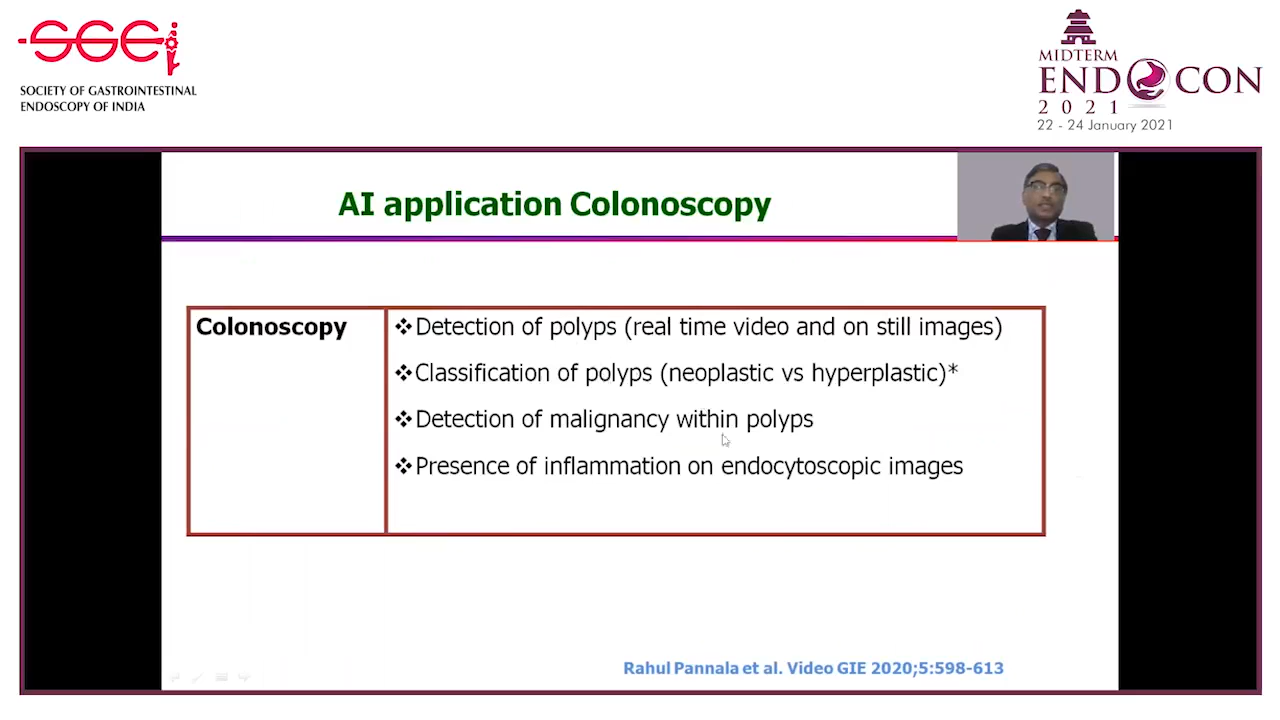 SGEi
SOCIETY OF GASTROINTESTINAL
ENDOSCOPY OF INDIA
MIDTERM
ENDOCON
2021
22 - 24 January 2021
AI application Colonoscopy
Colonoscopy
❖Detection of polyps (real time video and on still images)
❖Classification of polyps (neoplastic vs hyperplastic)*
❖Detection of malignancy within polyps
❖Presence of inflammation on endocytoscopic images
Rahul Pannala et al. Video GIE 2020;5:598-613